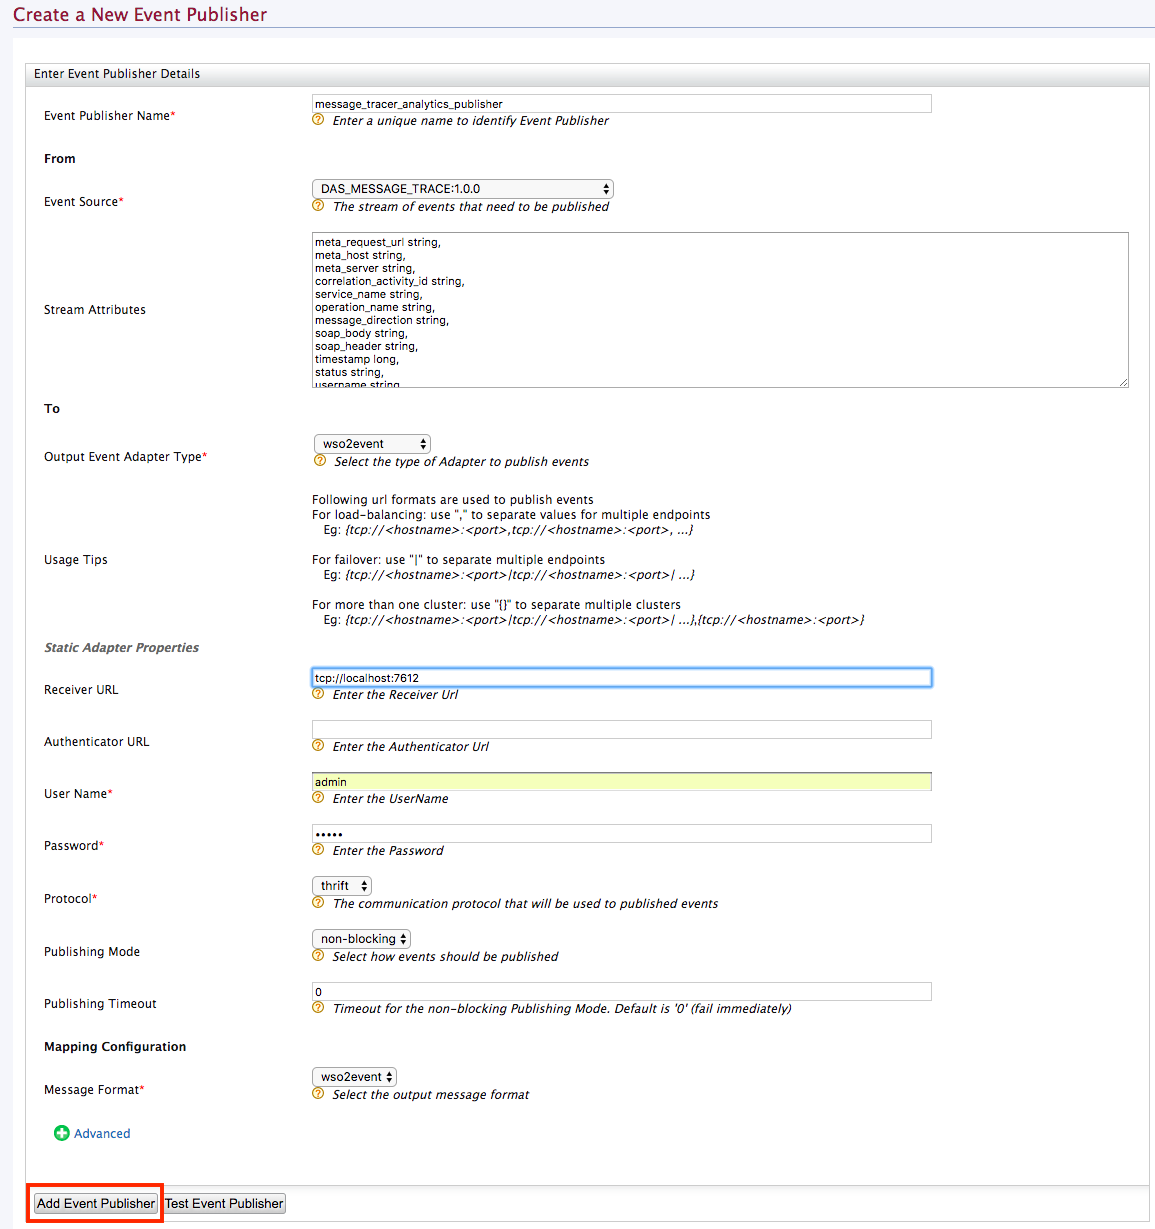 Create a New Event Publisher
Enter Event Publisher Details
Event Publisher Name*
message_tracer_analytics_publisher
Enter a unique name to identify Event Publisher
From
Event Source*
DAS_MESSAGE_TRACE:1.0.0
The stream of events that need to be published
Stream Attributes
meta_request_url string,
meta_host string,
meta_server string,
correlation_activity_id string,
service_name string,
operation_name string,
message_direction string,
soap_body string,
soap_header string,
timestamp long,
status string,
username string
To
Output Event Adapter Type*
wso2event
Select the type of Adapter to publish events
Usage Tips
Following url formats are used to publish events
For load-balancing: use "," to separate values for multiple endpoints
Eg: {tcp://<hostname>:<port>,tcp://<hostname>:<port>, ...}
For failover: use "|" to separate multiple endpoints
Eg: {tcp://<hostname>:<port>|tcp://<hostname>:<port>| ...}
For more than one cluster: use "{}" to separate multiple clusters
Eg: {tcp://<hostname>:<port>|tcp://<hostname>:<port>| ...},{tcp://<hostname>:<port>}
Static Adapter Properties
Receiver URL
tcp://localhost:7612
Enter the Receiver Url
Authenticator URL
Enter the Authenticator Url
User Name*
admin
Enter the UserName
Password*
•••••
Enter the Password
Protocol*
thrift
The communication protocol that will be used to published events
Publishing Mode
non-blocking
Select how events should be published
Publishing Timeout
0
Timeout for the non-blocking Publishing Mode. Default is '0' (fail immediately)
Mapping Configuration
Message Format*
wso2event
Select the output message format
Advanced
Add Event Publisher
Test Event Publisher